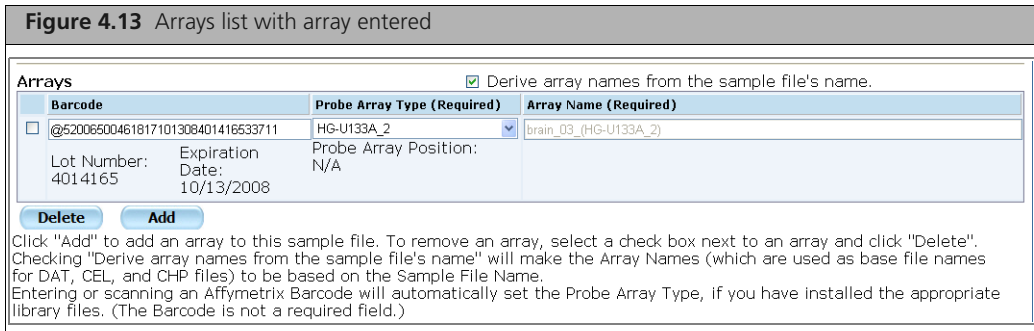 Figure 4.13 Arrays list with array entered
Arrays
Derive array names from the sample file's name.
Barcode Probe Array Type (Required) Array Name (Required)
@52006500461817101308401416533711 HG-U133A_2 brain_03_(HG-U133A_2)
Lot Number: Expiration Probe Array Position:
4014165 Date: N/A
10/13/2008
Delete Add
Click "Add" to add an array to this sample file. To remove an array, select a check box next to an array and click "Delete".
Checking "Derive array names from the sample file's name" will make the Array Names (which are used as base file names
for DAT, CEL, and CHP files) to be based on the Sample File Name.
Entering or scanning an Affymetrix Barcode will automatically set the Probe Array Type, if you have installed the appropriate
library files. (The Barcode is not a required field.)